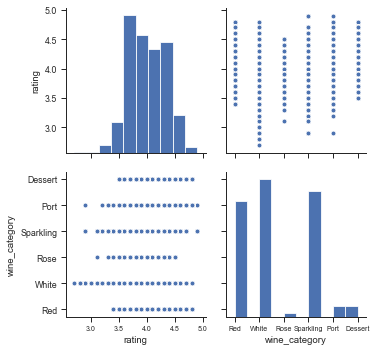 5.0
4.5
4.0
3.5
3.0
rating
Dessert
Port
Sparkling
Rose
White
Red
wine_category
3.0 3.5 4.0 4.5 5.0
rating
Red White Rose Sparkling Port Dessert
wine_category